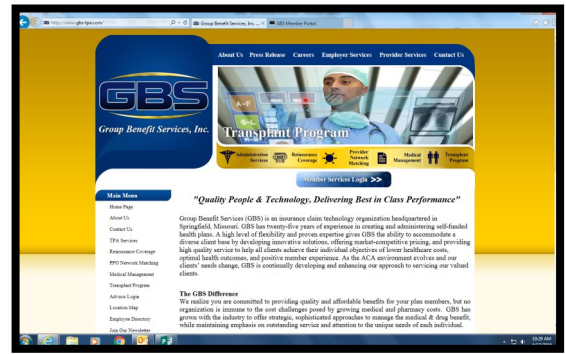 http://www.gbs-tpa.com/
Group Benefit Services, Inc. ...
GBS Member Portal
About Us Press Release Careers Employer Services Provider Services Contact Us
GBS
Group Benefit Services, Inc.
A-F
G-L
Transplant Program
Administration Services
Reinsurance Coverage
Provider Network Matching
Medical Management
Transplant Program
Member Services Login >>
Main Menu
Home Page
About Us
Contact Us
TPA Services
Reinsurance Coverage
PPO Network Matching
Medical Management
Transplant Program
Advisor Login
Location Map
Employee Directory
Join Our Newsletter
"Quality People & Technology, Delivering Best in Class Performance"
Group Benefit Services (GBS) is an insurance claim technology organization headquartered in
Springfield, Missouri. GBS has twenty-five years of experience in creating and administering self-funded
health plans. A high level of flexibility and proven expertise gives GBS the ability to accommodate a
diverse client base by developing innovative solutions, offering market-competitive pricing, and providing
high quality service to help all clients achieve their individual objectives of lower healthcare costs,
optimal health outcomes, and positive member experience. As the ACA environment evolves and our
clients' needs change, GBS is continually developing and enhancing our approach to servicing our valued
clients.
The GBS Difference
We realize you are committed to providing quality and affordable benefits for your plan members, but no
organization is immune to the cost challenges posed by growing medical and pharmacy costs. GBS has
grown with the industry to offer strategic, sophisticated approaches to manage the medical & drug benefit,
while maintaining emphasis on outstanding service and attention to the unique needs of each individual.
10:29 AM